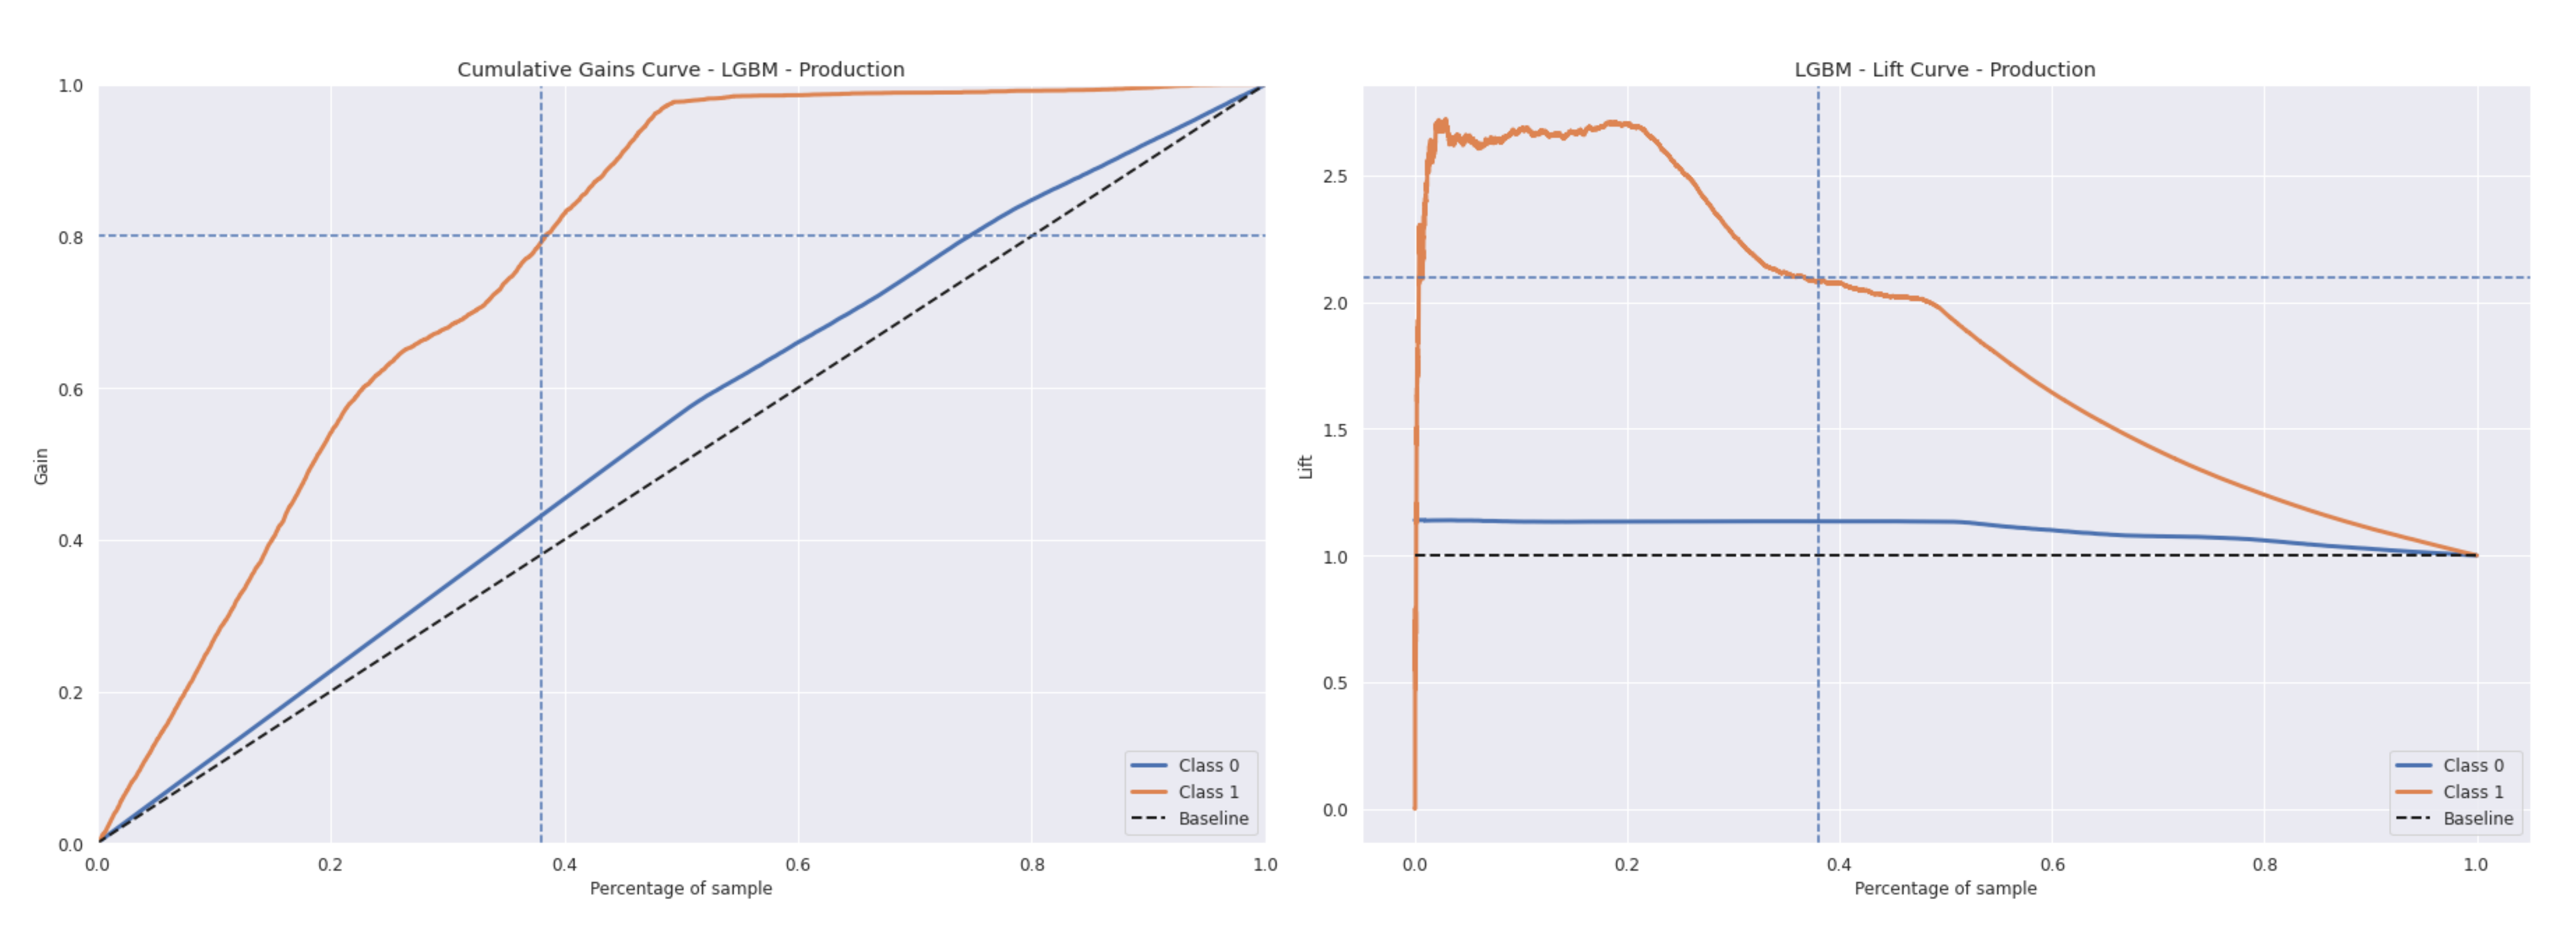 Cumulative Gains Curve - LGBM - Production
1.0
0.8
0.6
0.4
0.2
0.0
Gain
0.0 0.2 0.4 0.6 0.8 1.0
Percentage of sample
Class 0
Class 1
Baseline
LGBM - Lift Curve - Production
2.5
2.0
1.5
1.0
0.5
0.0
Lift
0.0 0.2 0.4 0.6 0.8 1.0
Percentage of sample
Class 0
Class 1
Baseline